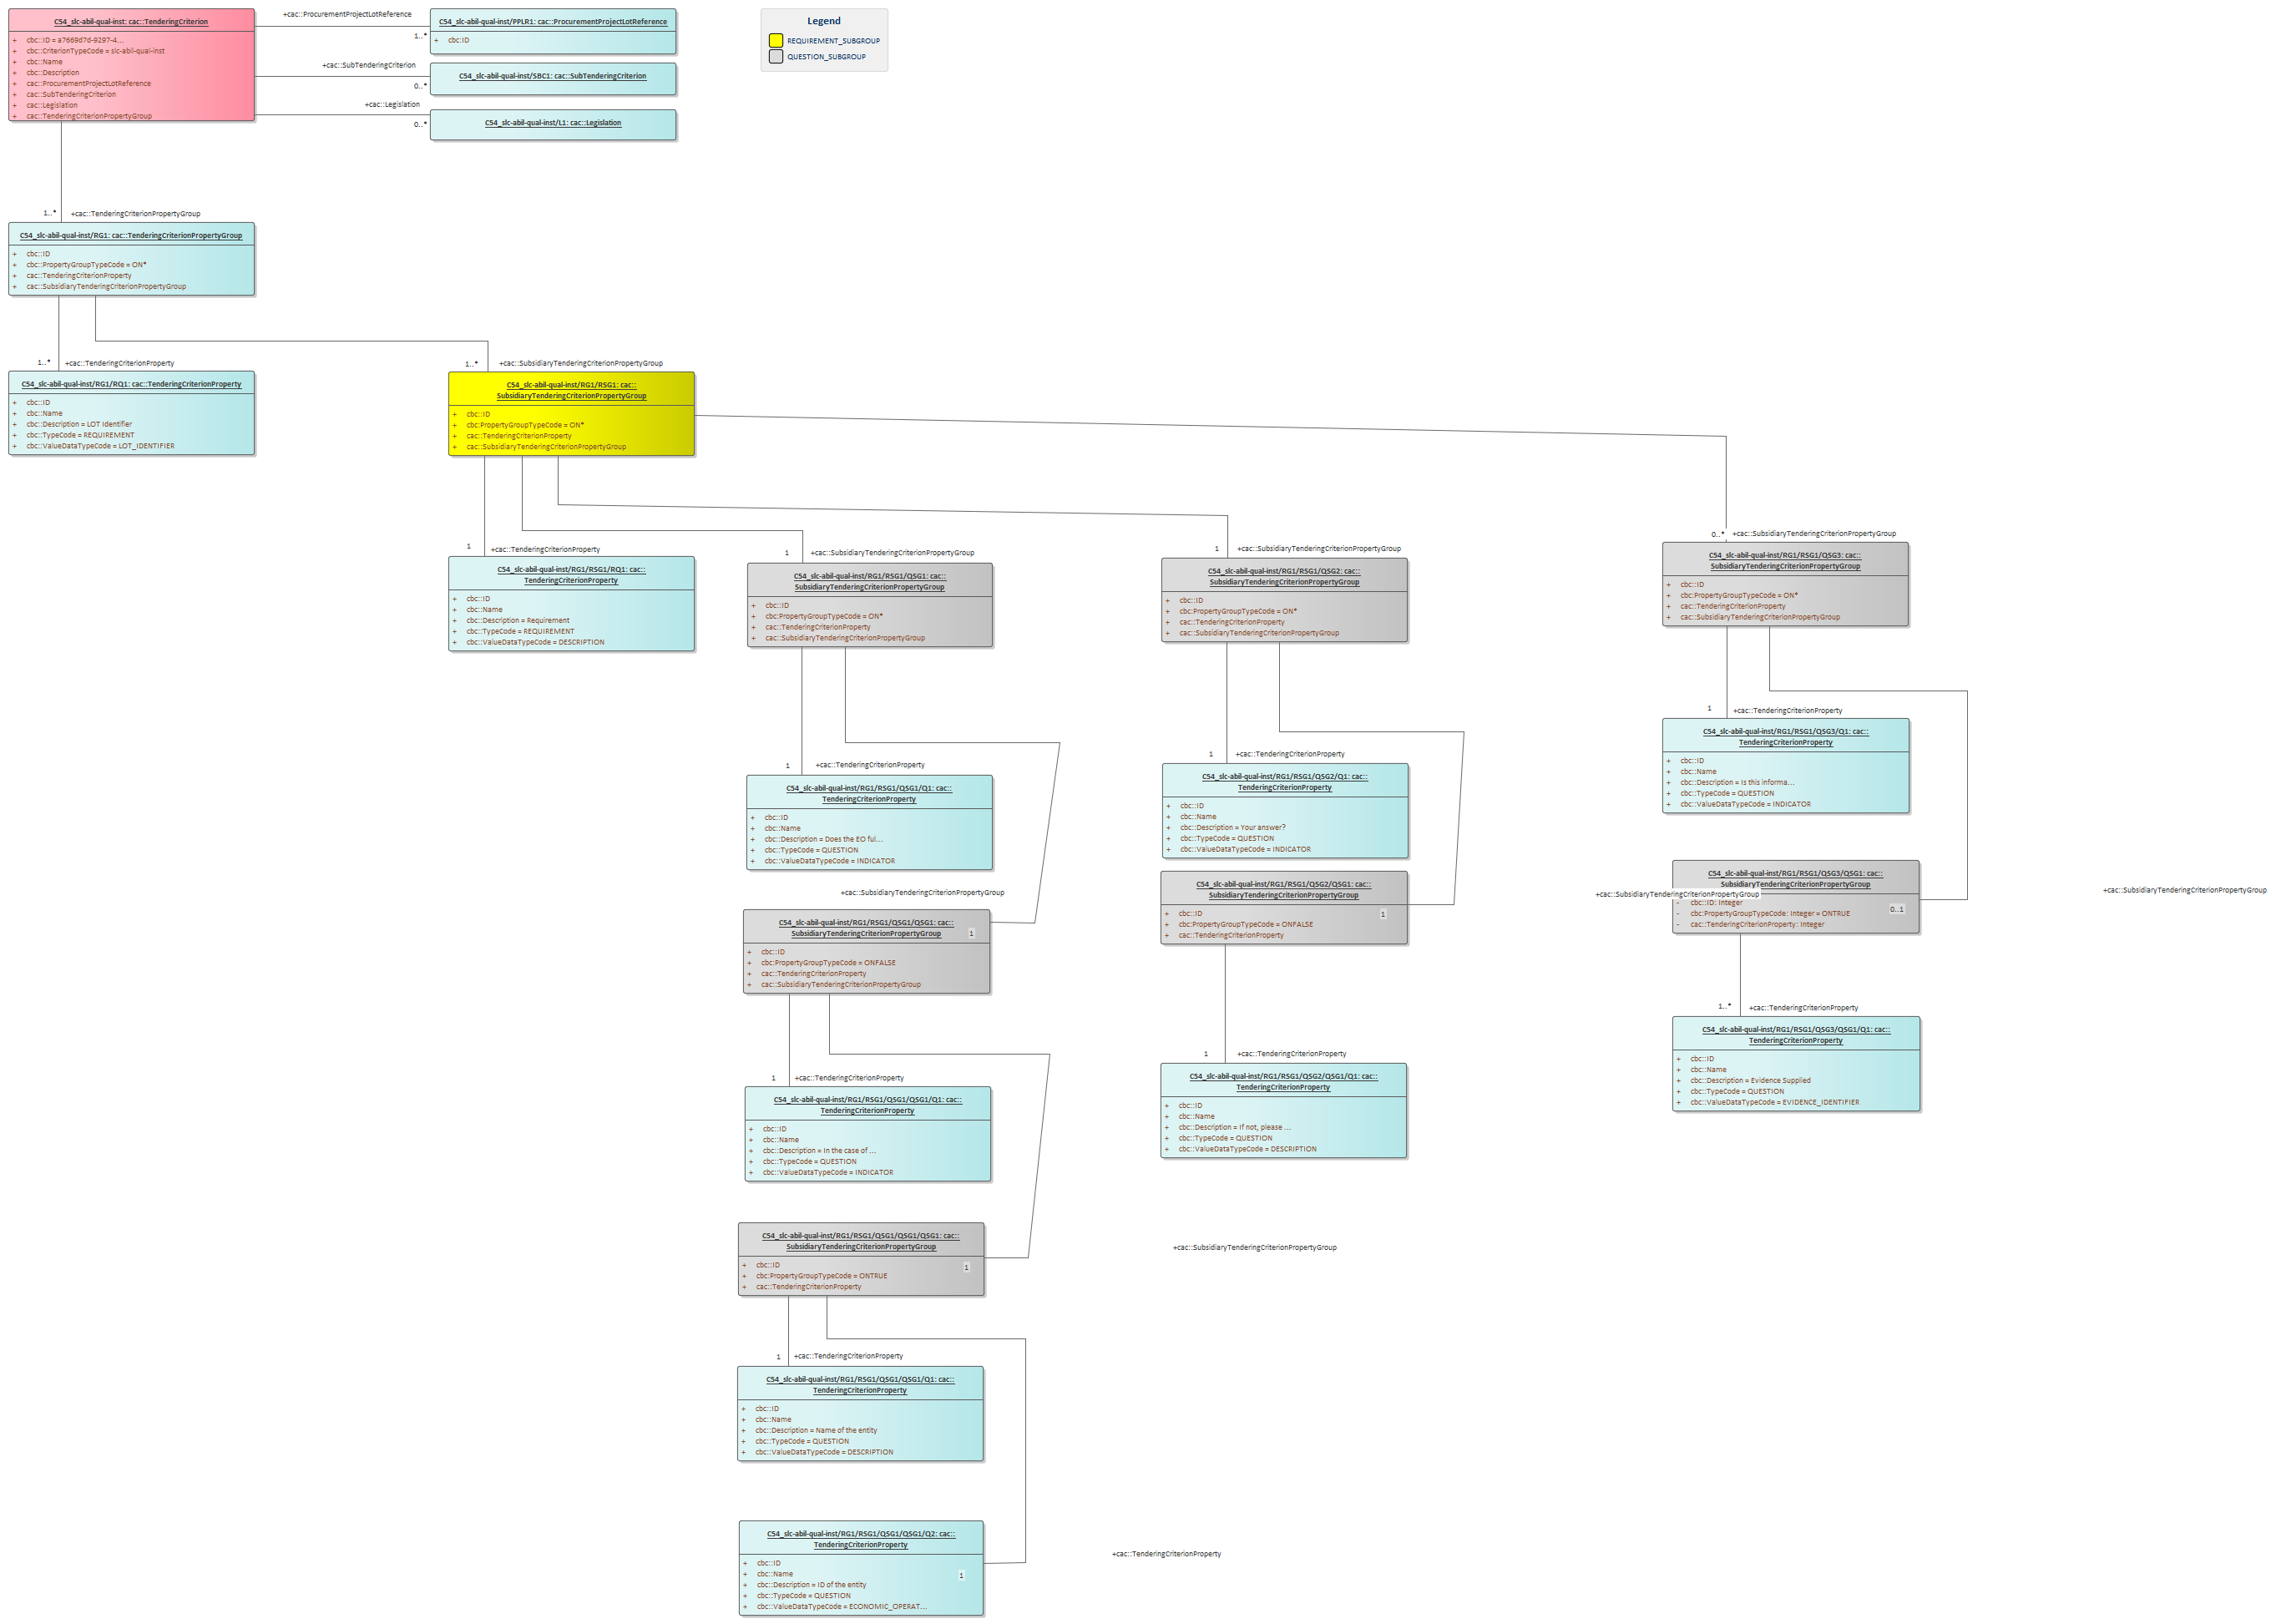 C54_slc-abil-qual-inst: cac::TenderingCriterion
+ cbc::ID = a7669d7d-9297-4...
+ cbc::CriterionTypeCode = slc-abil-qual-inst
+ cbc::Name
+ cbc::Description
+ cac::ProcurementProjectLotReference
+ cac::SubTenderingCriterion
+ cac::Legislation
+ cac::TenderingCriterionPropertyGroup
+cac::ProcurementProjectLotReference
1..*
C54_slc-abil-qual-inst/PPLR1: cac::ProcurementProjectLotReference
+ cbc:ID
+cac::SubTenderingCriterion
0..*
C54_slc-abil-qual-inst/SBC1: cac::SubTenderingCriterion
+cac::Legislation
0..*
C54_slc-abil-qual-inst/L1: cac::Legislation
Legend
REQUIREMENT_SUBGROUP
QUESTION_SUBGROUP
1..* +cac::TenderingCriterionPropertyGroup
C54_slc-abil-qual-inst/RG1: cac::TenderingCriterionPropertyGroup
+ cbc::ID
+ cbc::PropertyGroupTypeCode = ON*
+ cac::TenderingCriterionProperty
+ cac::SubsidiaryTenderingCriterionPropertyGroup
1..* +cac::TenderingCriterionProperty
C54_slc-abil-qual-inst/RG1/RQ1: cac::TenderingCriterionProperty
+ cbc::ID
+ cbc::Name
+ cbc::Description = LOT Identifier
+ cbc::TypeCode = REQUIREMENT
+ cbc::ValueDataTypeCode = LOT_IDENTIFIER
1..* +cac::SubsidiaryTenderingCriterionPropertyGroup
C54_slc-abil-qual-inst/RG1/RSG1: cac::
SubsidiaryTenderingCriterionPropertyGroup
+ cbc::ID
+ cbc:PropertyGroupTypeCode = ON*
+ cac::TenderingCriterionProperty
+ cac::SubsidiaryTenderingCriterionPropertyGroup
1 +cac::TenderingCriterionProperty
C54_slc-abil-qual-inst/RG1/RSG1/RQ1: cac::
TenderingCriterionProperty
+ cbc::ID
+ cbc::Name
+ cbc::Description = Requirement
+ cbc::TypeCode = REQUIREMENT
+ cbc::ValueDataTypeCode = DESCRIPTION
1 +cac::SubsidiaryTenderingCriterionPropertyGroup
C54_slc-abil-qual-inst/RG1/RSG1/QSG1: cac::
SubsidiaryTenderingCriterionPropertyGroup
+ cbc::ID
+ cbc:PropertyGroupTypeCode = ON*
+ cac::TenderingCriterionProperty
+ cac::SubsidiaryTenderingCriterionPropertyGroup
1 +cac::TenderingCriterionProperty
C54_slc-abil-qual-inst/RG1/RSG1/QSG1/Q1: cac::
TenderingCriterionProperty
+ cbc::ID
+ cbc::Name
+ cbc::Description = Does the EO ful...
+ cbc::TypeCode = QUESTION
+ cbc::ValueDataTypeCode = INDICATOR
+cac::SubsidiaryTenderingCriterionPropertyGroup
C54_slc-abil-qual-inst/RG1/RSG1/QSG1/QSG1: cac::
SubsidiaryTenderingCriterionPropertyGroup
1
+ cbc::ID
+ cbc:PropertyGroupTypeCode = ONFALSE
+ cac::TenderingCriterionProperty
+ cac::SubsidiaryTenderingCriterionPropertyGroup
1 +cac::TenderingCriterionProperty
C54_slc-abil-qual-inst/RG1/RSG1/QSG1/QSG1/Q1: cac::
TenderingCriterionProperty
+ cbc::ID
+ cbc::Name
+ cbc::Description = In the case of ...
+ cbc::TypeCode = QUESTION
+ cbc::ValueDataTypeCode = INDICATOR
+cac::SubsidiaryTenderingCriterionPropertyGroup
C54_slc-abil-qual-inst/RG1/RSG1/QSG1/QSG1/QSG1: cac::
SubsidiaryTenderingCriterionPropertyGroup
+ cbc::ID
1
+ cbc:PropertyGroupTypeCode = ONTRUE
+ cac::TenderingCriterionProperty
1 +cac::TenderingCriterionProperty
C54_slc-abil-qual-inst/RG1/RSG1/QSG1/QSG1/Q1: cac::
TenderingCriterionProperty
+ cbc::ID
+ cbc::Name
+ cbc::Description = Name of the entity
+ cbc::TypeCode = QUESTION
+ cbc::ValueDataTypeCode = DESCRIPTION
+cac::TenderingCriterionProperty
C54_slc-abil-qual-inst/RG1/RSG1/QSG1/QSG1/Q2: cac::
TenderingCriterionProperty
+ cbc::ID
+ cbc::Name
1
+ cbc::Description = ID of the entity
+ cbc::TypeCode = QUESTION
+ cbc::ValueDataTypeCode = ECONOMIC_OPERAT...
1 +cac::SubsidiaryTenderingCriterionPropertyGroup
C54_slc-abil-qual-inst/RG1/RSG1/QSG2: cac::
SubsidiaryTenderingCriterionPropertyGroup
+ cbc::ID
+ cbc:PropertyGroupTypeCode = ON*
+ cac::TenderingCriterionProperty
+ cac::SubsidiaryTenderingCriterionPropertyGroup
1 +cac::TenderingCriterionProperty
C54_slc-abil-qual-inst/RG1/RSG1/QSG2/Q1: cac::
TenderingCriterionProperty
+ cbc::ID
+ cbc::Name
+ cbc::Description = Your answer?
+ cbc::TypeCode = QUESTION
+ cbc::ValueDataTypeCode = INDICATOR
C54_slc-abil-qual-inst/RG1/RSG1/QSG2/QSG1: cac::
SubsidiaryTenderingCriterionPropertyGroup
+ cbc::ID
1
+ cbc:PropertyGroupTypeCode = ONFALSE
+ cac::TenderingCriterionProperty
+cac::SubsidiaryTenderingCriterionPropertyGroup
1 +cac::TenderingCriterionProperty
C54_slc-abil-qual-inst/RG1/RSG1/QSG2/QSG1/Q1: cac::
TenderingCriterionProperty
+ cbc::ID
+ cbc::Name
+ cbc::Description = If not, please ...
+ cbc::TypeCode = QUESTION
+ cbc::ValueDataTypeCode = DESCRIPTION
0..* +cac::SubsidiaryTenderingCriterionPropertyGroup
C54_slc-abil-qual-inst/RG1/RSG1/QSG3: cac::
SubsidiaryTenderingCriterionPropertyGroup
+ cbc::ID
+ cbc:PropertyGroupTypeCode = ON*
+ cac::TenderingCriterionProperty
+ cac::SubsidiaryTenderingCriterionPropertyGroup
1 +cac::TenderingCriterionProperty
C54_slc-abil-qual-inst/RG1/RSG1/QSG3/Q1: cac::
TenderingCriterionProperty
+ cbc::ID
+ cbc::Name
+ cbc::Description = Is this informa...
+ cbc::TypeCode = QUESTION
+ cbc::ValueDataTypeCode = INDICATOR
+cac::SubsidiaryTenderingCriterionPropertyGroup
C54_slc-abil-qual-inst/RG1/RSG1/QSG3/QSG1: cac::
SubsidiaryTenderingCriterionPropertyGroup
- cbc::ID: Integer
- cbc:PropertyGroupTypeCode: Integer = ONTRUE
0..1
- cac::TenderingCriterionProperty: Integer
1..* +cac::TenderingCriterionProperty
C54_slc-abil-qual-inst/RG1/RSG1/QSG3/QSG1/Q1: cac::
TenderingCriterionProperty
+ cbc::ID
+ cbc::Name
+ cbc::Description = Evidence Supplied
+ cbc::TypeCode = QUESTION
+ cbc::ValueDataTypeCode = EVIDENCE_IDENTIFIER